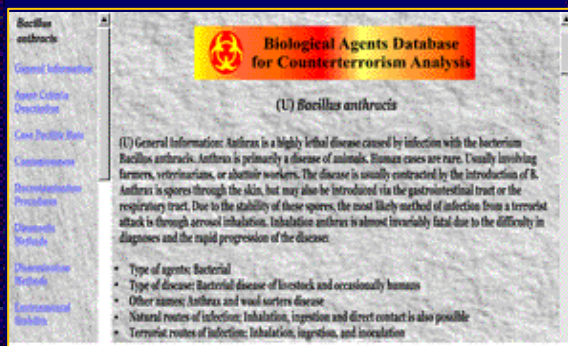 Bacillus
anthracis
General Information
Agent Criteria
Description
Case Fatality Rate
Contagiousness
Decontamination
Procedures
Diagnostic
Methods
Dissemination
Methods
Environmental
Stability
Biological Agents Database
for Counterterrorism Analysis
(U) Bacillus anthracis
(U) General Information: Anthrax is a highly lethal disease caused by infection with the bacterium
Bacillus anthracis. Anthrax is primarily a disease of animals. Human cases are rare. Usually involving
farmers, veterinarians, or abattoir workers. The disease is usually contracted by the introduction of B.
Anthrax is spores through the skin, but may also be introduced via the gastrointestinal tract or the
respiratory tract. Due to the stability of these spores, the most likely method of infection from a terrorist
attack is through aerosol inhalation. Inhalation anthrax is almost invariably fatal due to the difficulty in
diagnoses and the rapid progression of the disease:
• Type of agents: Bacterial
• Type of disease: Bacterial disease of livestock and occasionally humans
• Other names: Anthrax and wool sorters disease
• Natural routes of infection: Inhalation, ingestion and direct contact is also possible
• Terrorist routes of infection: Inhalation, ingestion, and inoculation